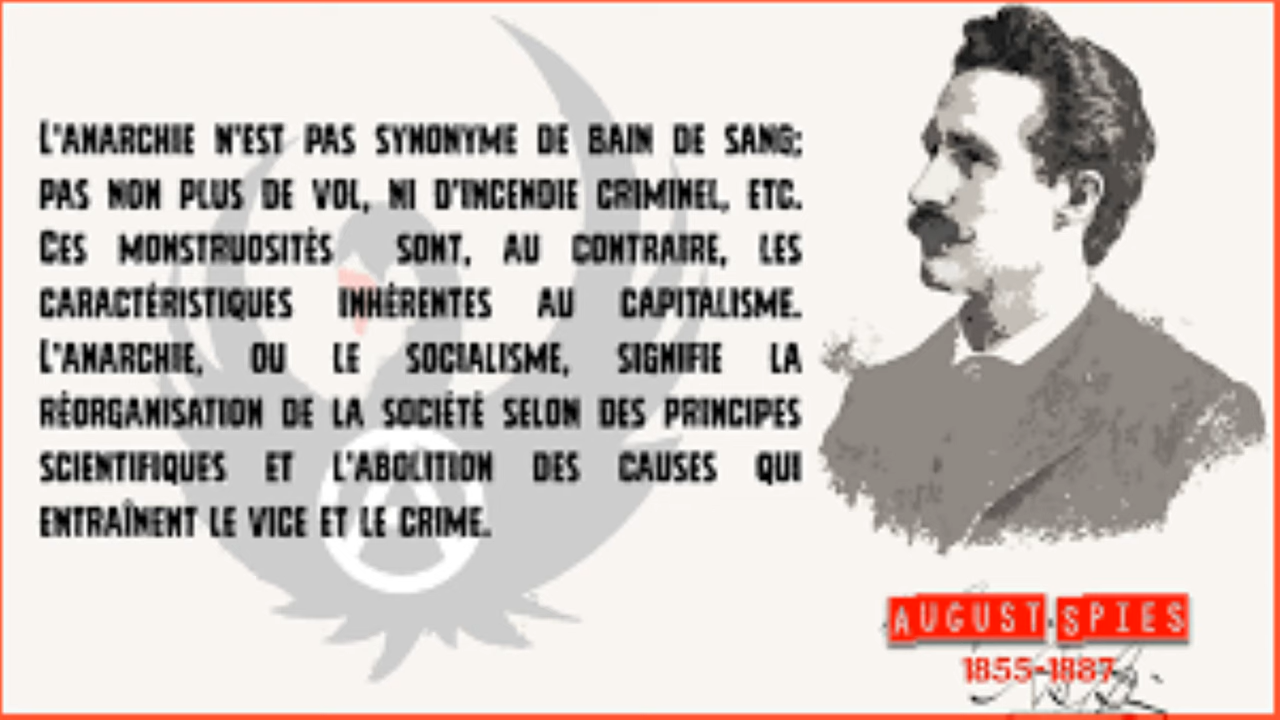 L'ANARCHIE N'EST PAS SYNONYME DE BAIN DE SANG;
PAS NON PLUS DE VOL, NI D'INCENDIE CRIMINEL, ETC.
CES MONSTRUOSITÉS SONT, AU CONTRAIRE, LES
CARACTÉRISTIQUES INHÉRENTES AU CAPITALISME.
L'ANARCHIE, OU LE SOCIALISME, SIGNIFIE LA
RÉORGANISATION DE LA SOCIÉTÉ SELON DES PRINCIPES
SCIENTIFIQUES ET L'ABOLITION DES CAUSES QUI
ENTRAÎNENT LE VICE ET LE CRIME.
AUGUST SPIES
1855-1887